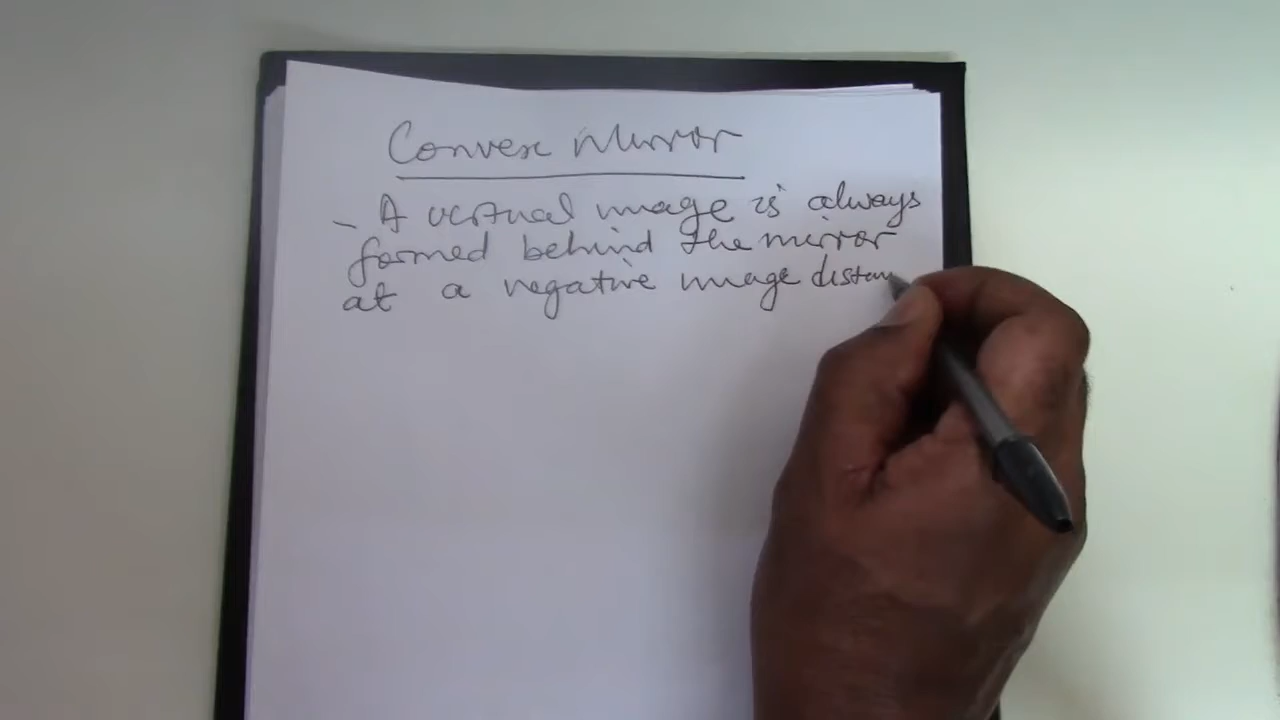 Convex Mirror
- A virtual image is always
formed behind the mirror
at a negative image distan